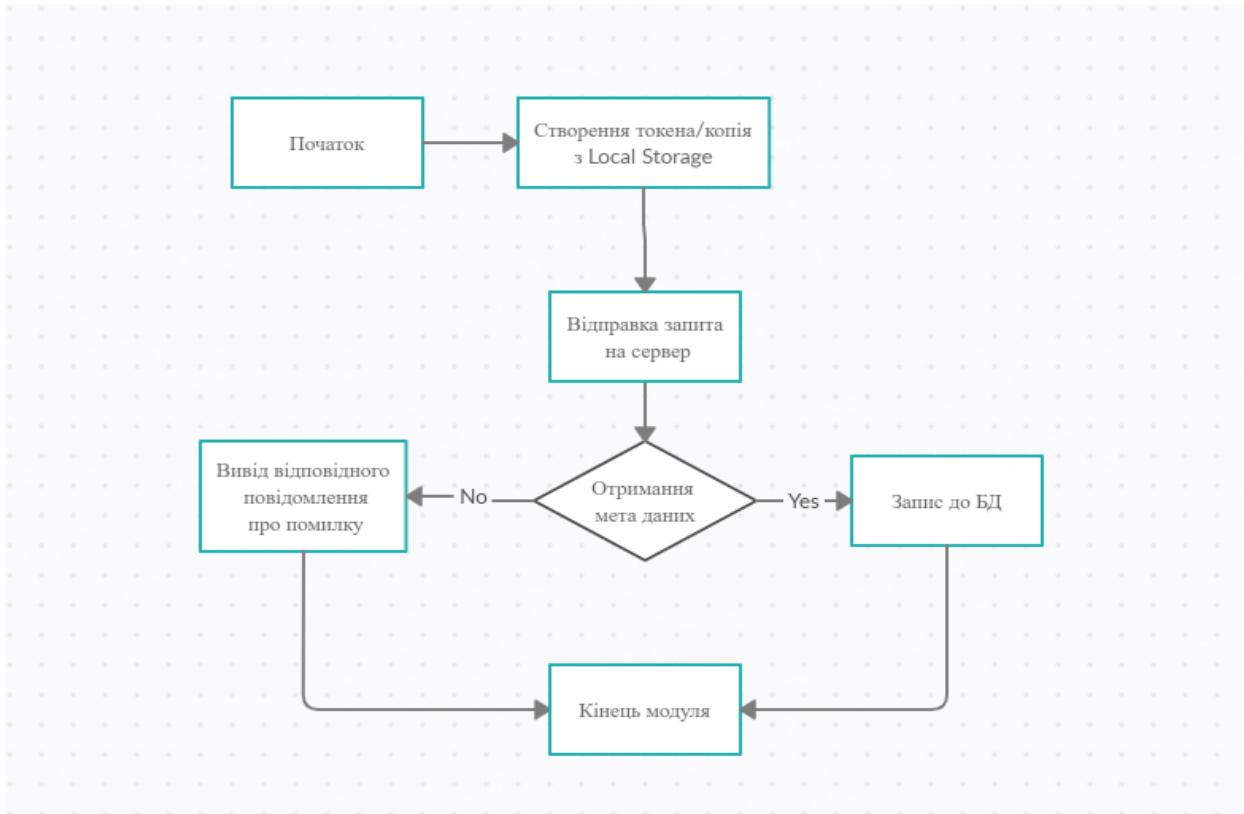 Початок
Створення токена/копія
з Local Storage
Відправка запита
на сервер
Вивід відповідного
повідомлення
про помилку
No
Отримання
мета даних
Yes
Запис до БД
Кінець модуля